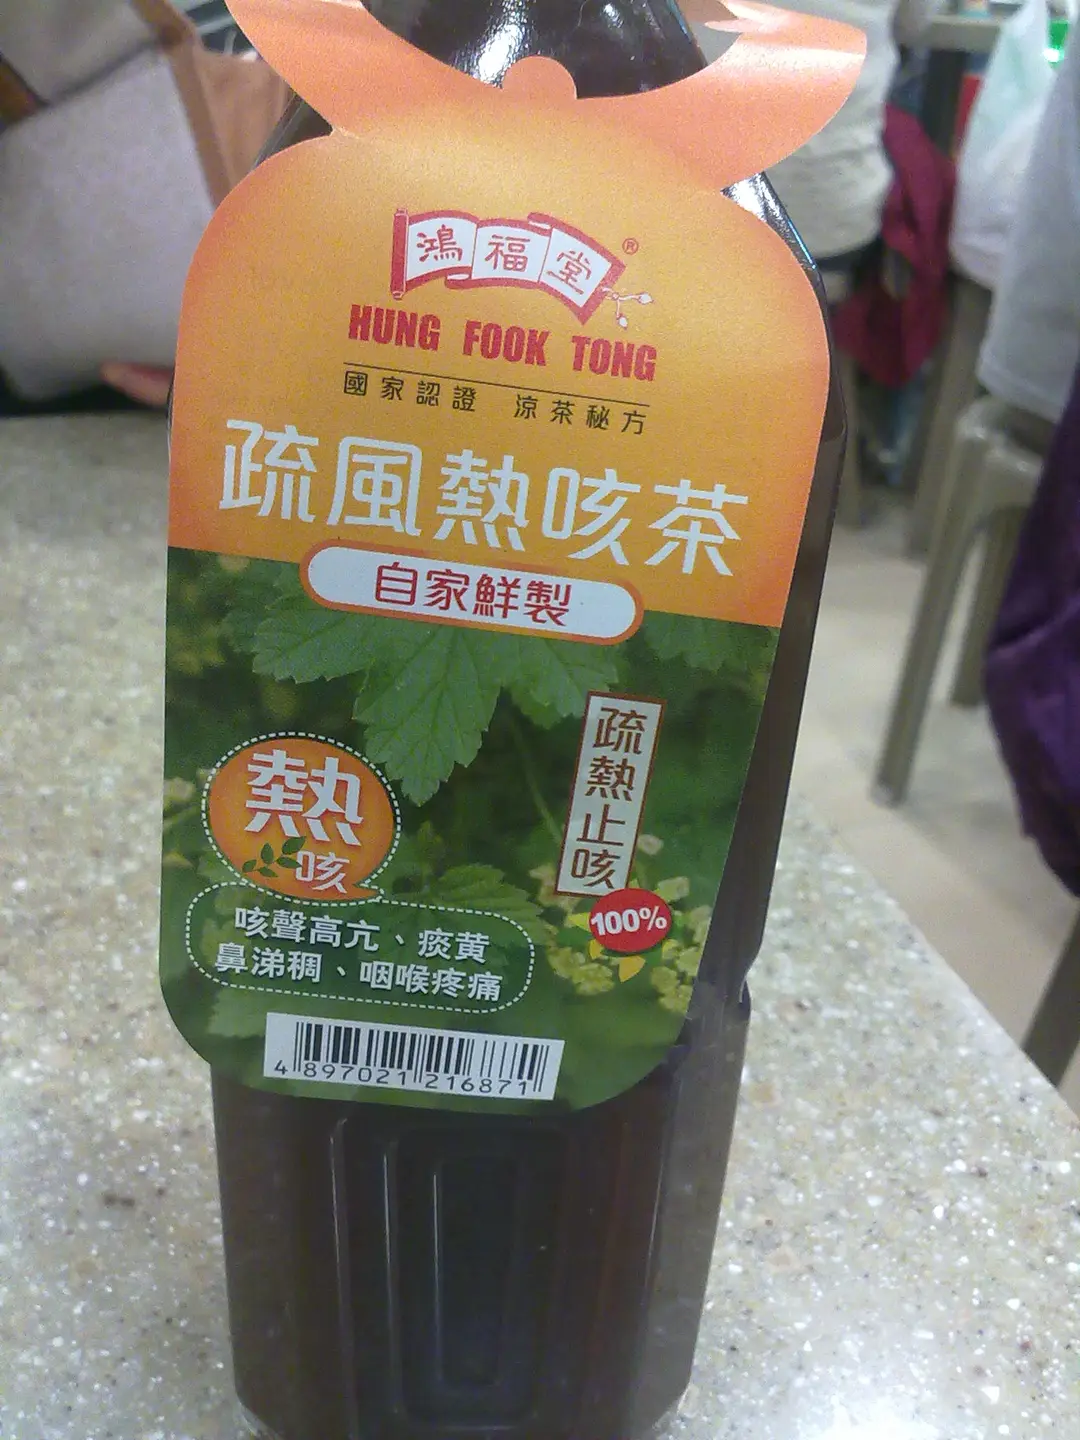 鴻福堂®
HUNG FOOK TONG
國家認證 涼茶秘方
疏風熱咳茶
自家鮮製
疏熱止咳
100%
熱
咳
咳聲高亢、痰黃
鼻涕稠、咽喉疼痛
4 897021 216871